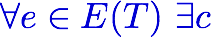 ∀e ∈ E(T) ∃c